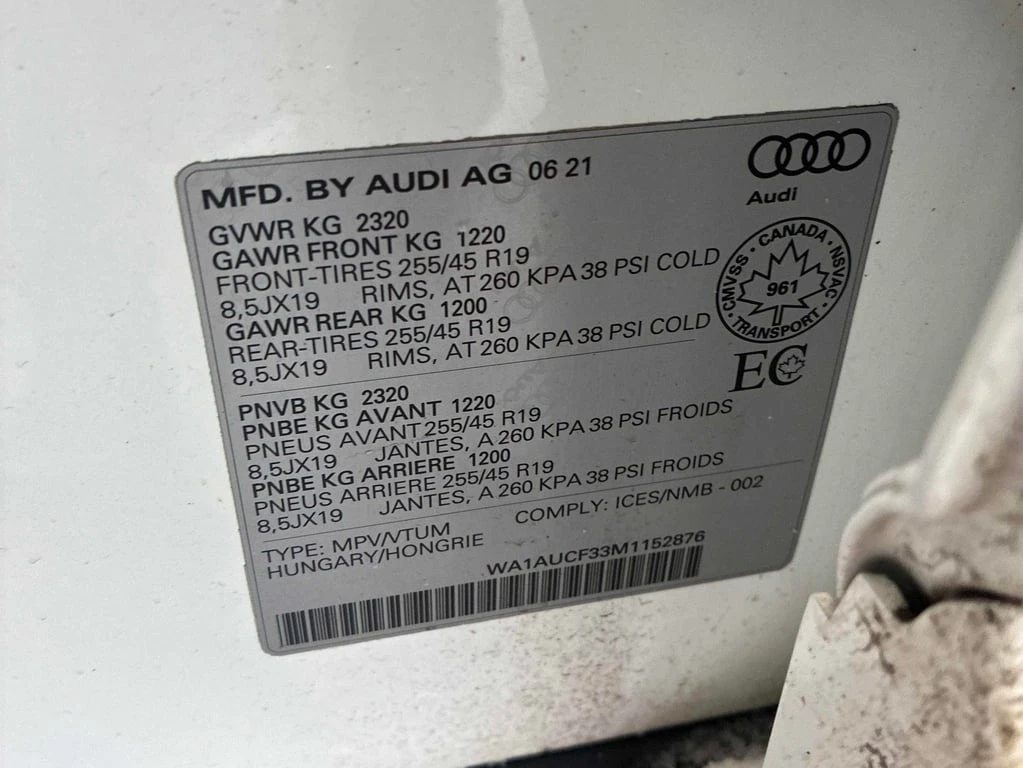 MFD. BY AUDI AG 06 21
Audi
GVWR KG 2320
GAWR FRONT KG 1220
FRONT-TIRES 255/45 R19
8,5JX19 RIMS, AT 260 KPA 38 PSI COLD
GAWR REAR KG 1200
REAR-TIRES 255/45 R19
8,5JX19 RIMS, AT 260 KPA 38 PSI COLD
CANADA · NSVAC · TRANSPORT · CMVSS ·
961
EC
PNVB KG 2320
PNBE KG AVANT 1220
PNEUS AVANT 255/45 R19
8,5JX19 JANTES, A 260 KPA 38 PSI FROIDS
PNBE KG ARRIERE 1200
PNEUS ARRIERE 255/45 R19
8,5JX19 JANTES, A 260 KPA 38 PSI FROIDS
TYPE: MPV/VTUM COMPLY: ICES/NMB - 002
HUNGARY/HONGRIE
WA1AUCF33M1152876